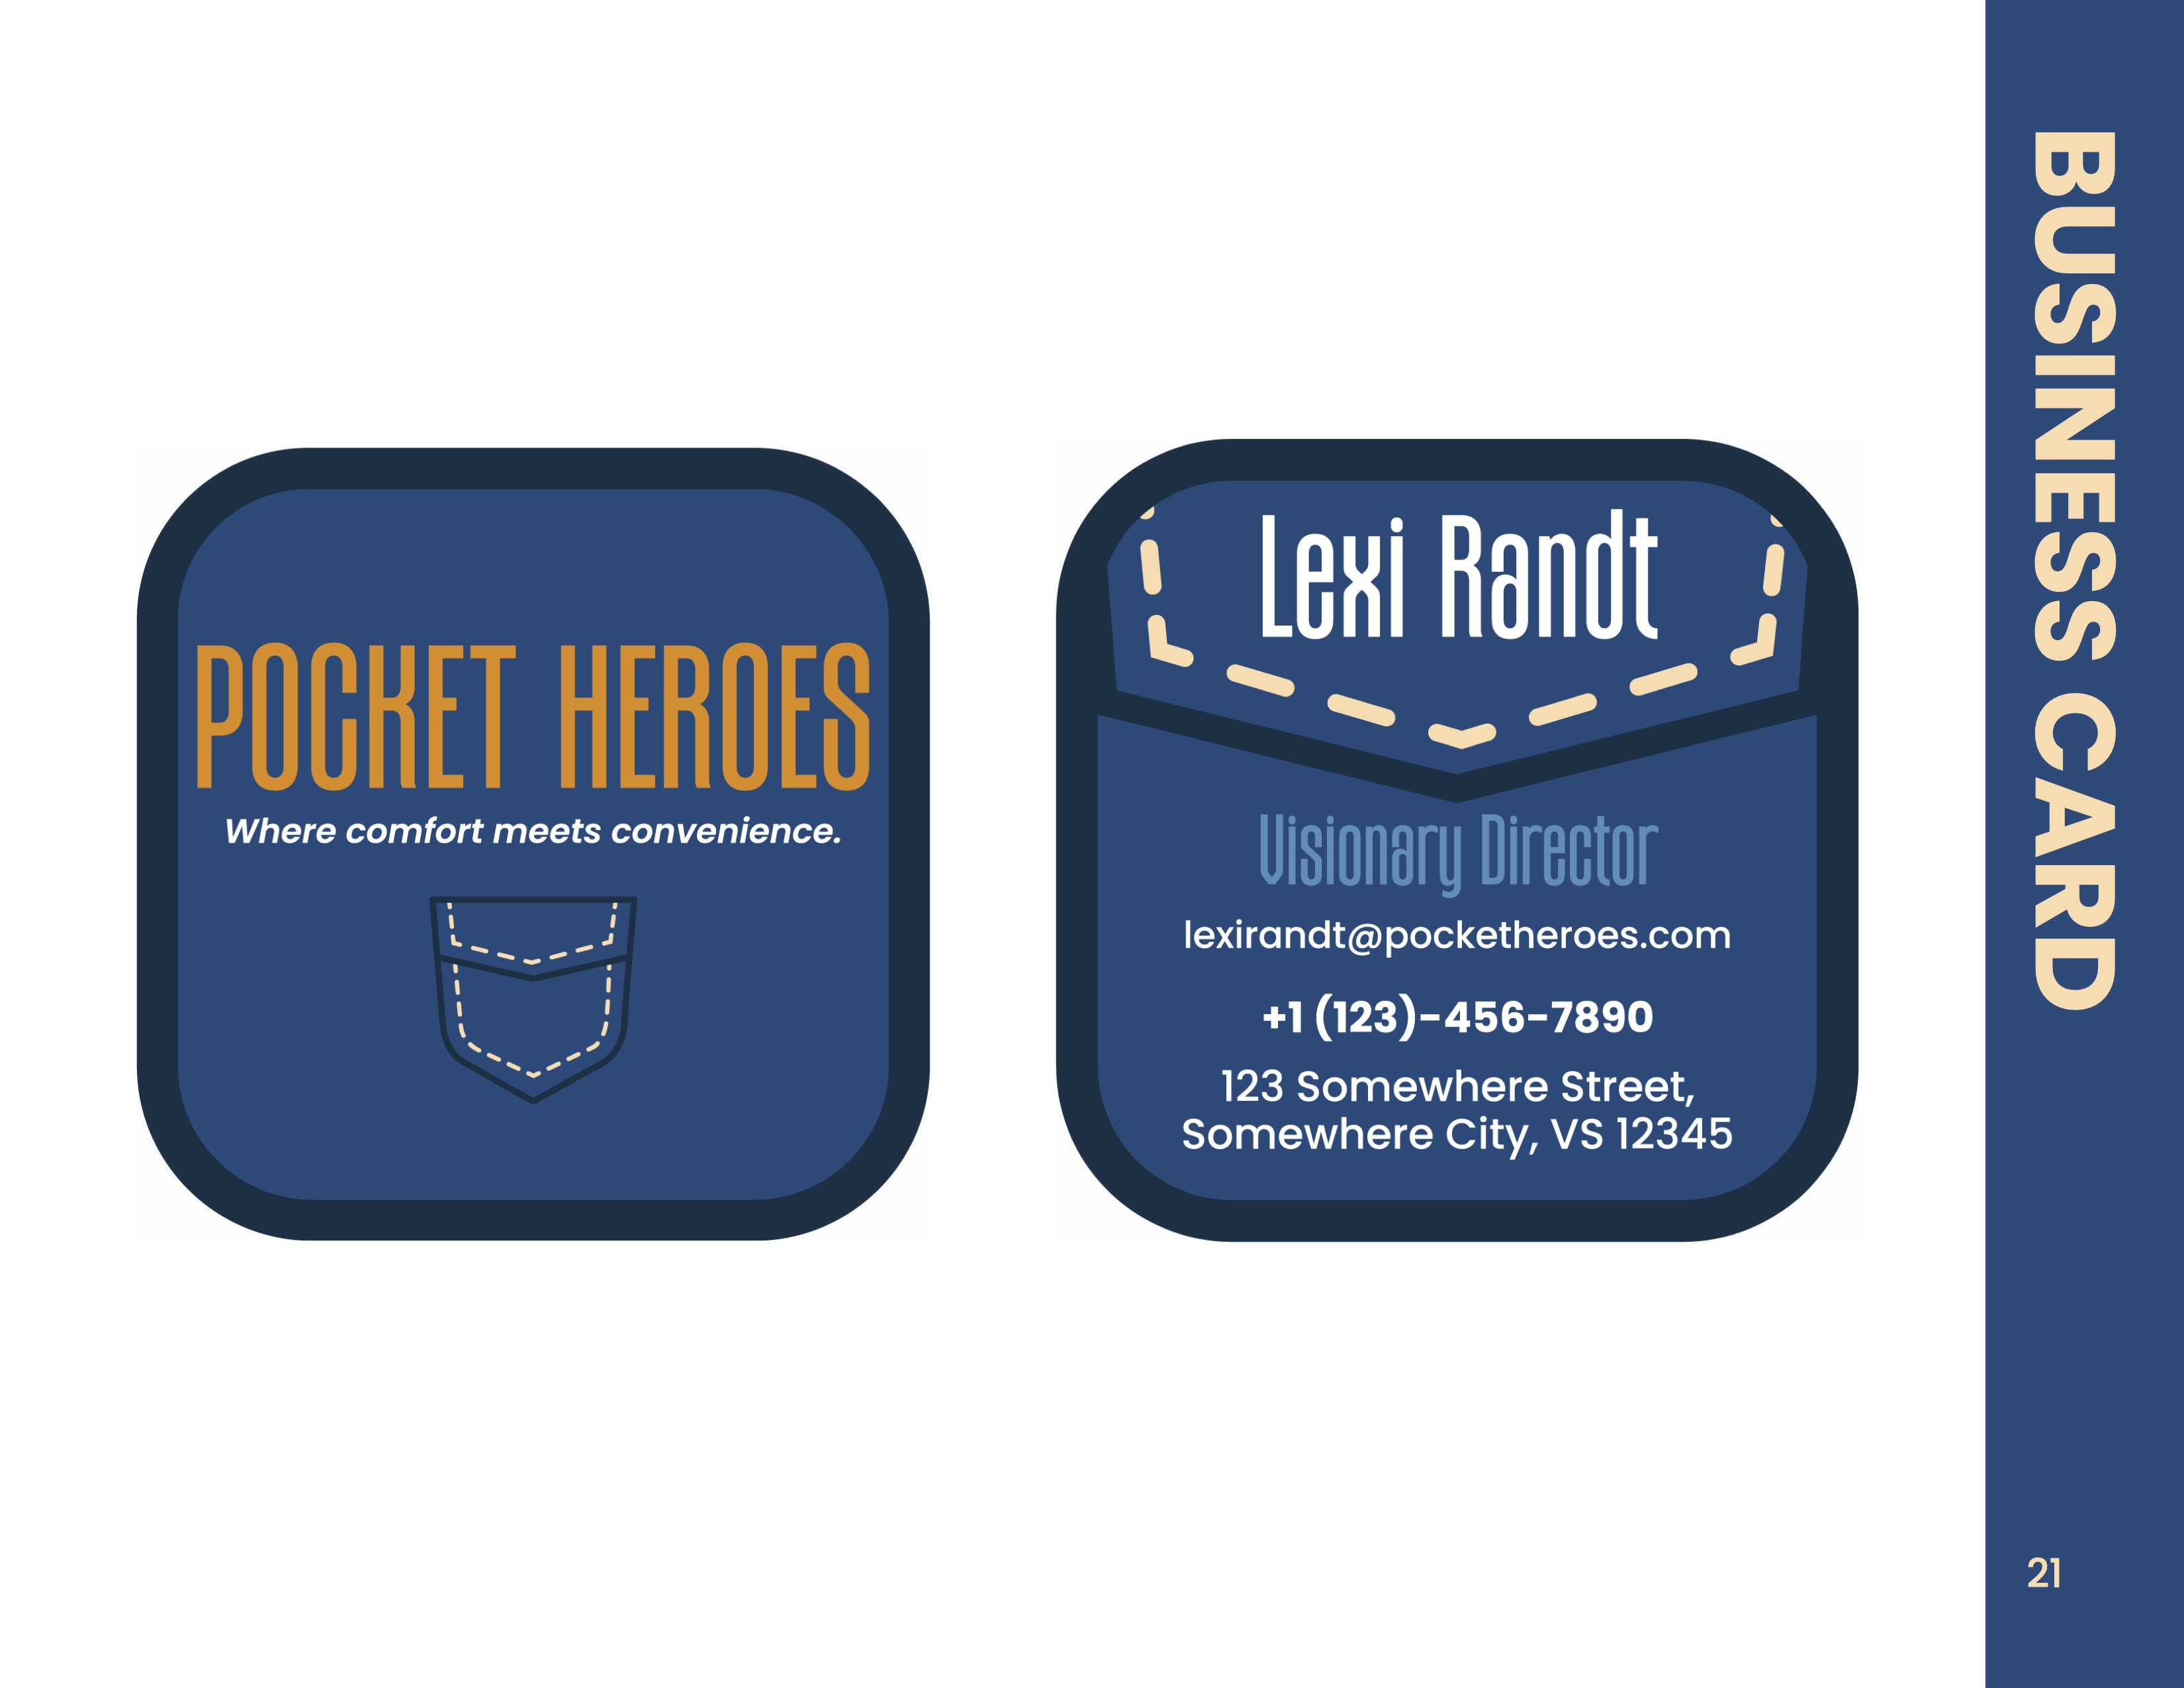 POCKET HEROES
Where comfort meets convenience.
Lexi Randt
Visionary Director
lexirandt@pocketheroes.com
+1 (123)-456-7890
123 Somewhere Street,
Somewhere City, VS 12345
BUSINESS CARD
21